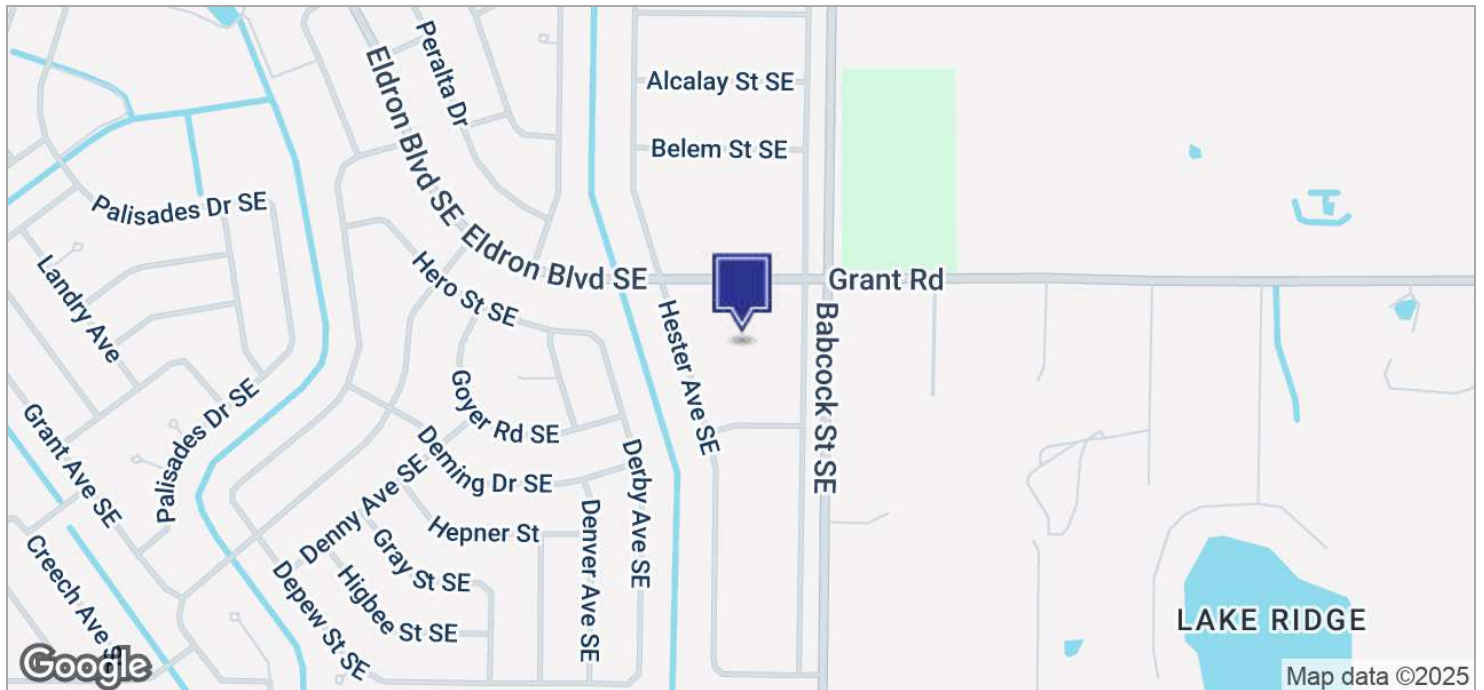 Peralta Dr
Alcalay St SE
Eldron Blvd SE
Belem St SE
Palisades Dr SE
Eldron Blvd SE
Grant Rd
Hero St SE
Landry Ave
Hester Ave SE
Babcock St SE
Goyer Rd SE
Palisades Dr SE
Grant Ave SE
Deming Dr SE
Derby Ave SE
Denny Ave SE
Hepner St
Denver Ave SE
Gray St SE
Creech Ave S
Higbee St SE
Depew St SE
LAKE RIDGE
Google
Map data ©2025